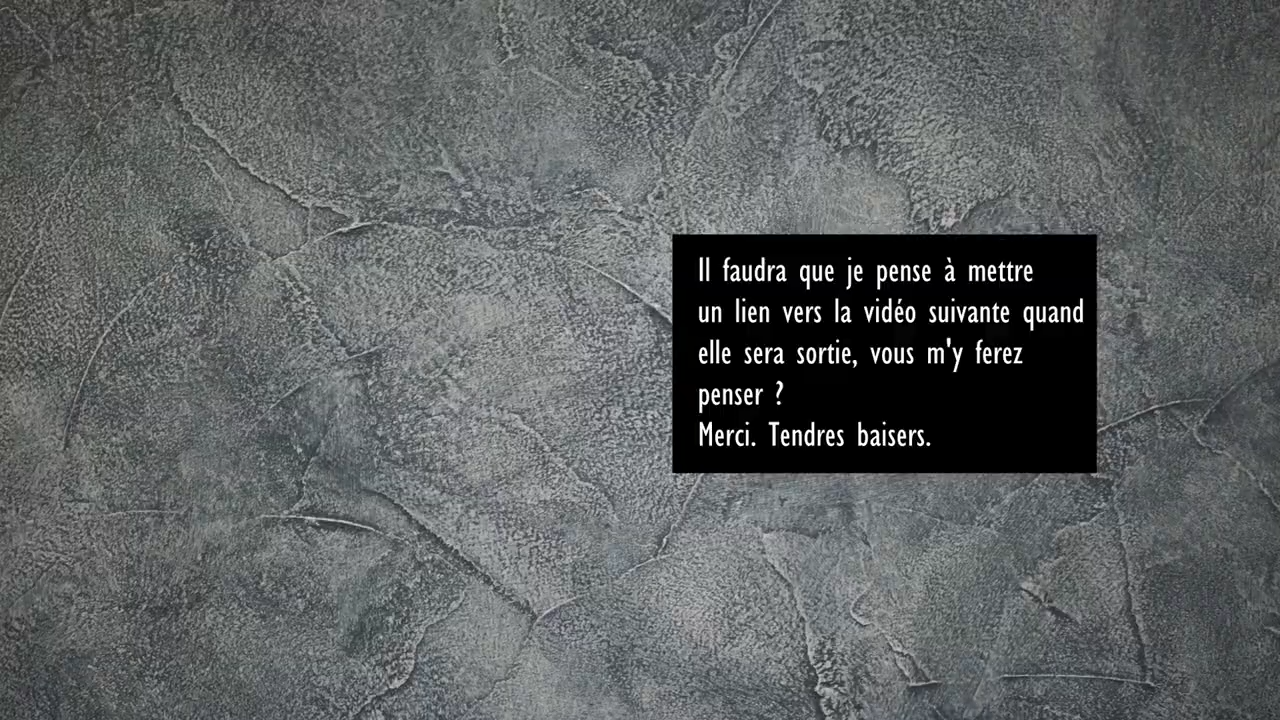 Il faudra que je pense à mettre
un lien vers la vidéo suivante quand
elle sera sortie, vous m'y ferez
penser ?
Merci. Tendres baisers.